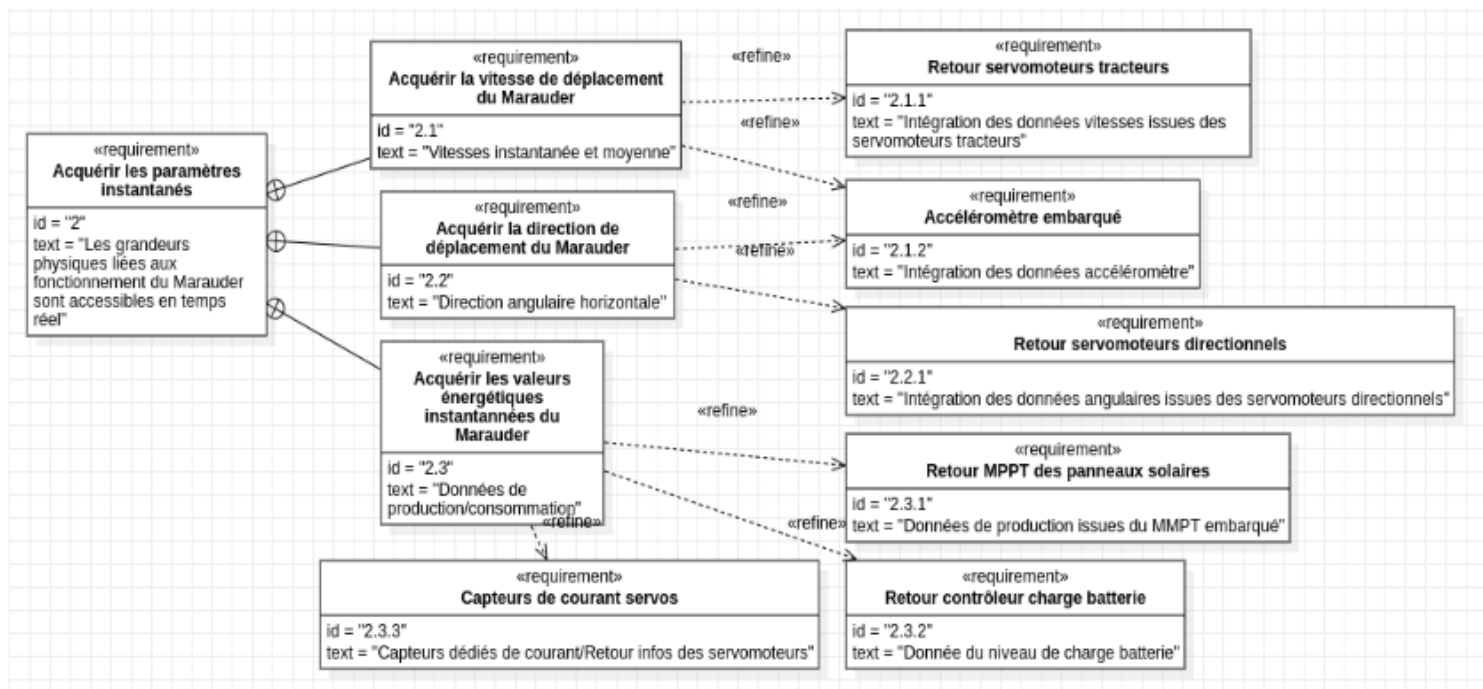 «requirement»
Acquérir les paramètres
instantanés
id = "2"
text = "Les grandeurs
physiques liées aux
fonctionnement du Marauder
sont accessibles en temps
réel"
«requirement»
Acquérir la vitesse de déplacement
du Marauder
id = "2.1"
text = "Vitesses instantanée et moyenne"
«requirement»
Acquérir la direction de
déplacement du Marauder
id = "2.2"
text = "Direction angulaire horizontale"
«requirement»
Acquérir les valeurs
énergétiques
instantannées du
Marauder
id = "2.3"
text = "Données de
production/consommation"
«refine»
«refine»
«refine»
«refine»
«refine»
«refine»
«refine»
«requirement»
Retour servomoteurs tracteurs
id = "2.1.1"
text = "Intégration des données vitesses issues des
servomoteurs tracteurs"
«requirement»
Accéléromètre embarqué
id = "2.1.2"
text = "Intégration des données accéléromètre"
«requirement»
Retour servomoteurs directionnels
id = "2.2.1"
text = "Intégration des données angulaires issues des servomoteurs directionnels"
«requirement»
Retour MPPT des panneaux solaires
id = "2.3.1"
text = "Données de production issues du MMPT embarqué"
«requirement»
Capteurs de courant servos
id = "2.3.3"
text = "Capteurs dédiés de courant/Retour infos des servomoteurs"
«requirement»
Retour contrôleur charge batterie
id = "2.3.2"
text = "Donnée du niveau de charge batterie"